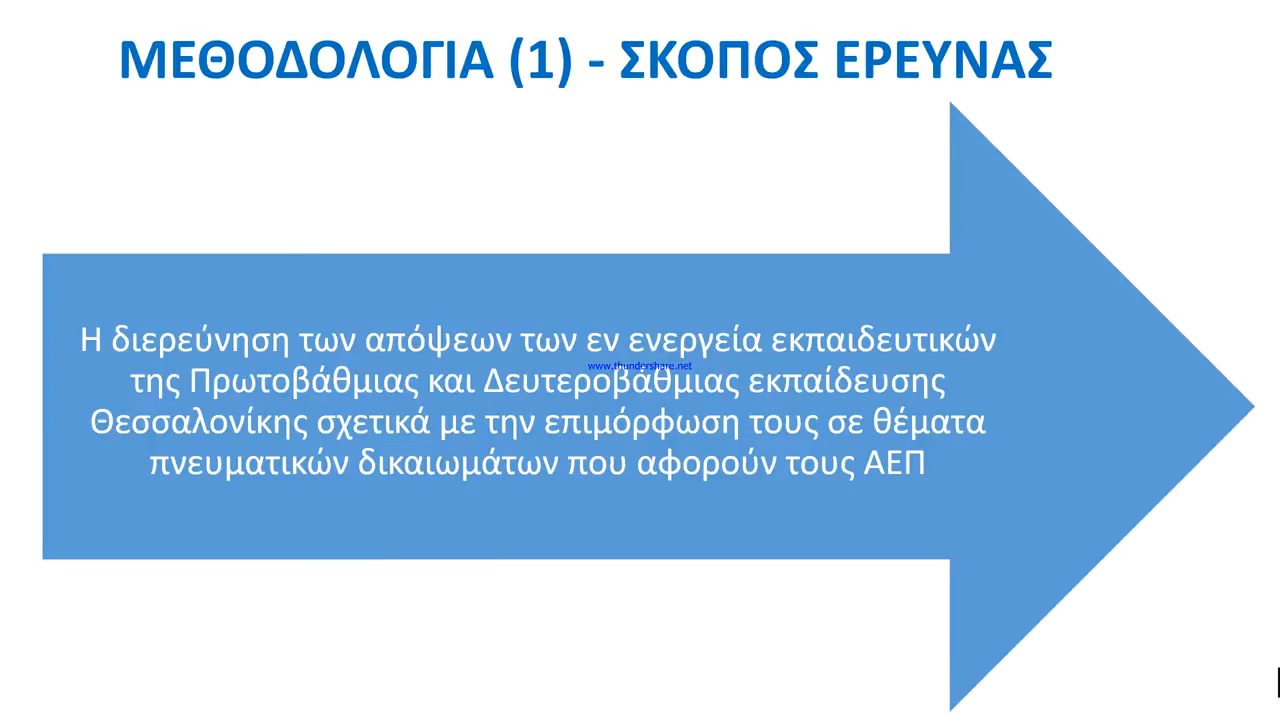 ΜΕΘΟΔΟΛΟΓΙΑ (1) - ΣΚΟΠΟΣ ΕΡΕΥΝΑΣ
Η διερεύνηση των απόψεων των εν ενεργεία εκπαιδευτικών
www.thundershare.net
της Πρωτοβάθμιας και Δευτεροβάθμιας εκπαίδευσης
Θεσσαλονίκης σχετικά με την επιμόρφωση τους σε θέματα
πνευματικών δικαιωμάτων που αφορούν τους ΑΕΠ